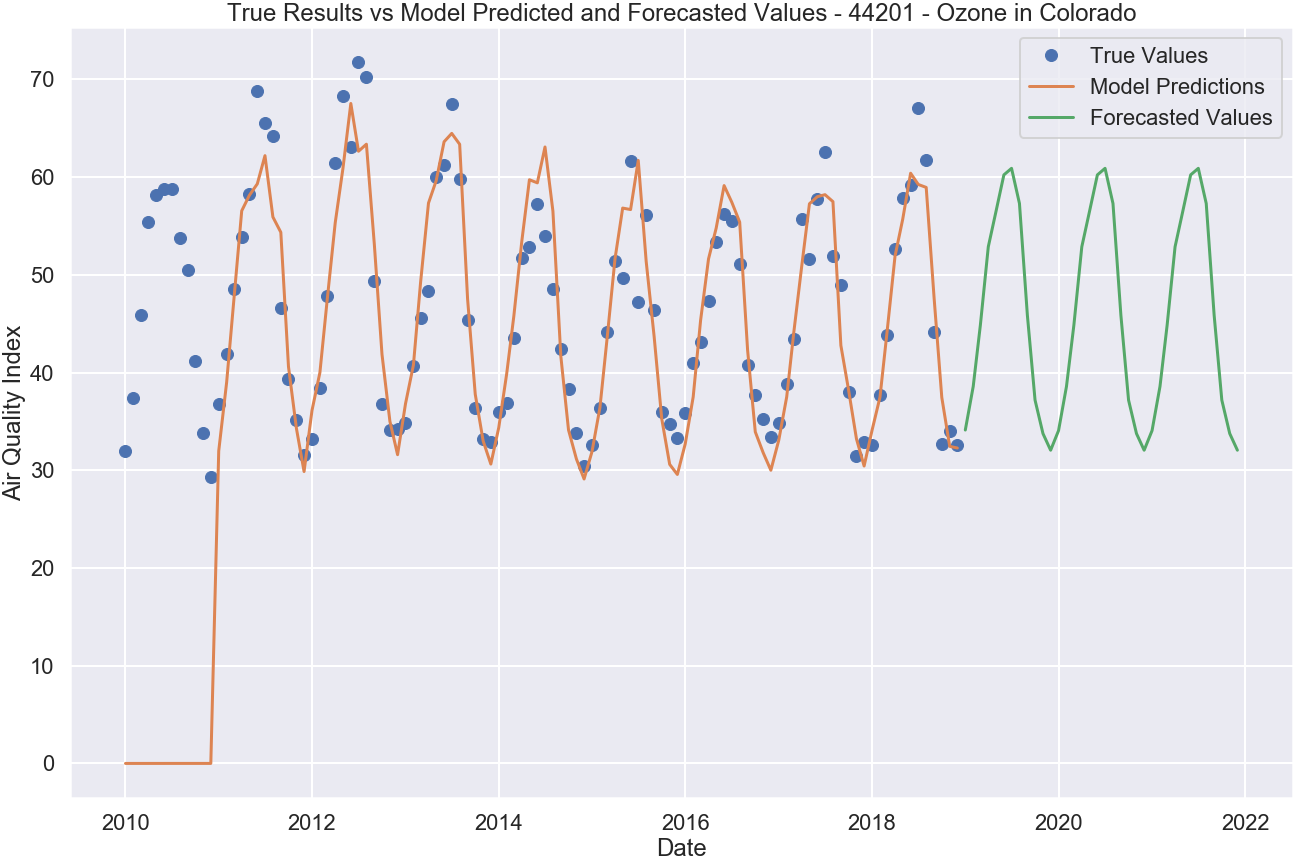 True Results vs Model Predicted and Forecasted Values - 44201 - Ozone in Colorado
True Values
Model Predictions
Forecasted Values
Air Quality Index
70
60
50
40
30
20
10
0
2010 2012 2014 2016 2018 2020 2022
Date